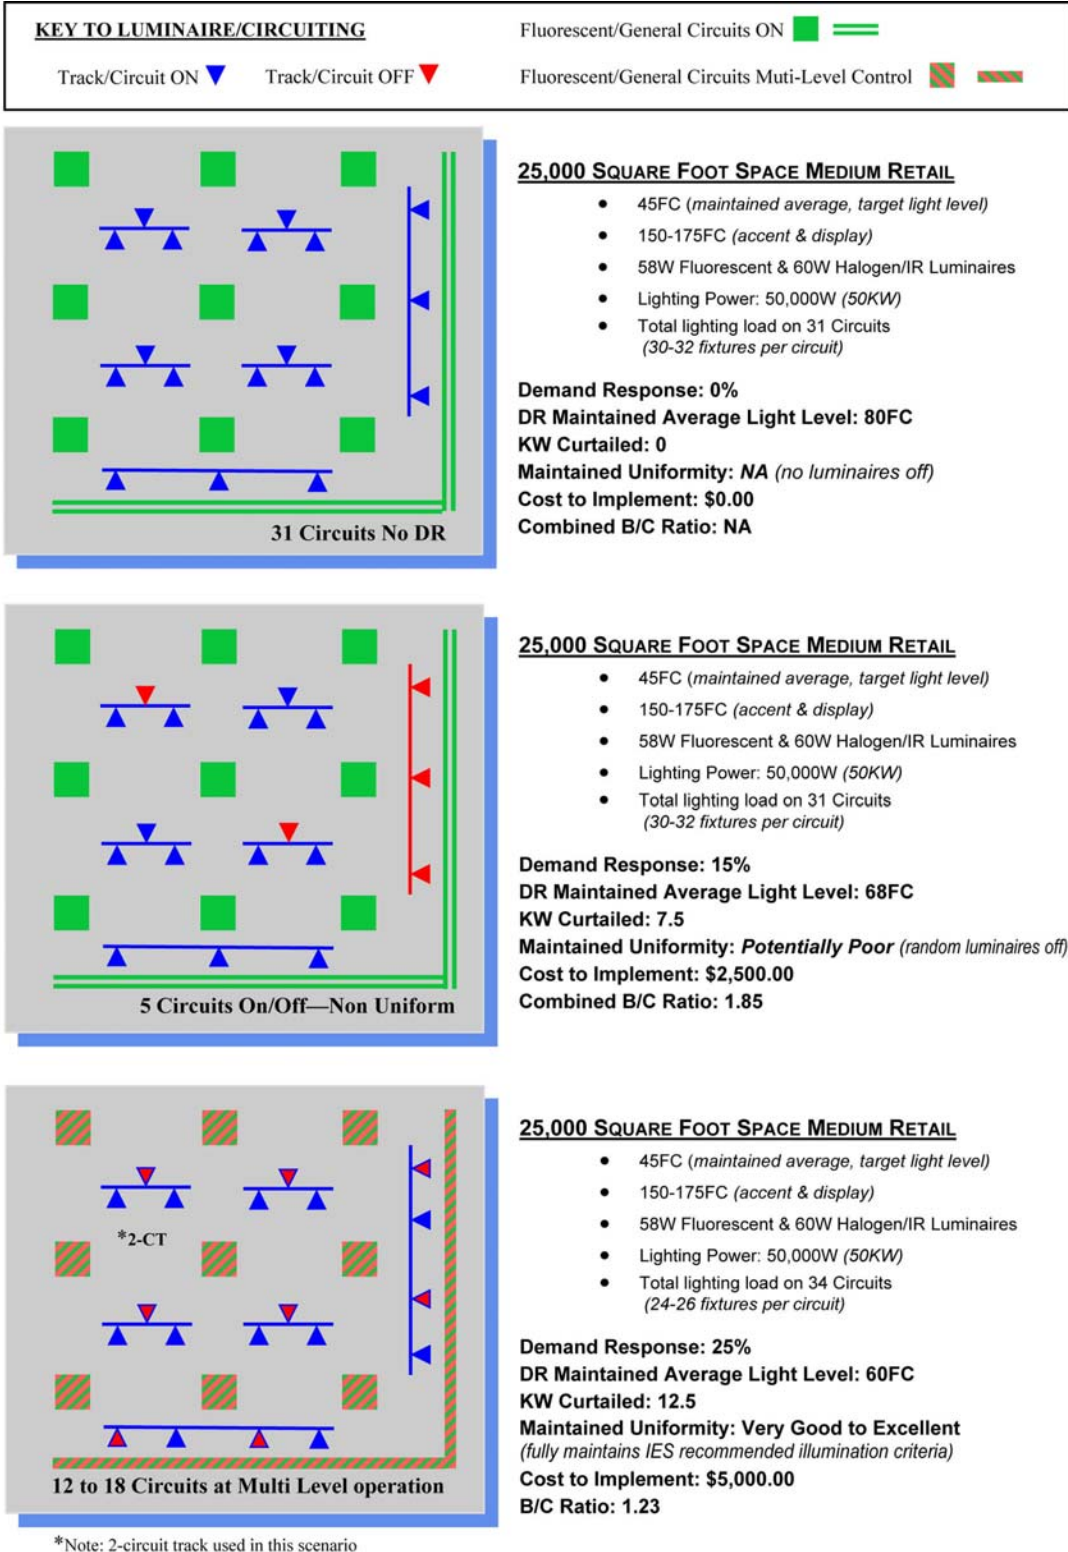 KEY TO LUMINAIRE/CIRCUITING
Fluorescent/General Circuits ON
Track/Circuit ON
Track/Circuit OFF
Fluorescent/General Circuits Muti-Level Control
25,000 SQUARE FOOT SPACE MEDIUM RETAIL
• 45FC (maintained average, target light level)
• 150-175FC (accent & display)
• 58W Fluorescent & 60W Halogen/IR Luminaires
• Lighting Power: 50,000W (50KW)
• Total lighting load on 31 Circuits
(30-32 fixtures per circuit)
Demand Response: 0%
DR Maintained Average Light Level: 80FC
KW Curtailed: 0
Maintained Uniformity: NA (no luminaires off)
Cost to Implement: $0.00
Combined B/C Ratio: NA
31 Circuits No DR
25,000 SQUARE FOOT SPACE MEDIUM RETAIL
• 45FC (maintained average, target light level)
• 150-175FC (accent & display)
• 58W Fluorescent & 60W Halogen/IR Luminaires
• Lighting Power: 50,000W (50KW)
• Total lighting load on 31 Circuits
(30-32 fixtures per circuit)
Demand Response: 15%
DR Maintained Average Light Level: 68FC
KW Curtailed: 7.5
Maintained Uniformity: Potentially Poor (random luminaires off)
Cost to Implement: $2,500.00
Combined B/C Ratio: 1.85
5 Circuits On/Off—Non Uniform
25,000 SQUARE FOOT SPACE MEDIUM RETAIL
• 45FC (maintained average, target light level)
• 150-175FC (accent & display)
• 58W Fluorescent & 60W Halogen/IR Luminaires
• Lighting Power: 50,000W (50KW)
• Total lighting load on 34 Circuits
(24-26 fixtures per circuit)
Demand Response: 25%
DR Maintained Average Light Level: 60FC
KW Curtailed: 12.5
Maintained Uniformity: Very Good to Excellent
(fully maintains IES recommended illumination criteria)
Cost to Implement: $5,000.00
B/C Ratio: 1.23
*2-CT
12 to 18 Circuits at Multi Level operation
*Note: 2-circuit track used in this scenario